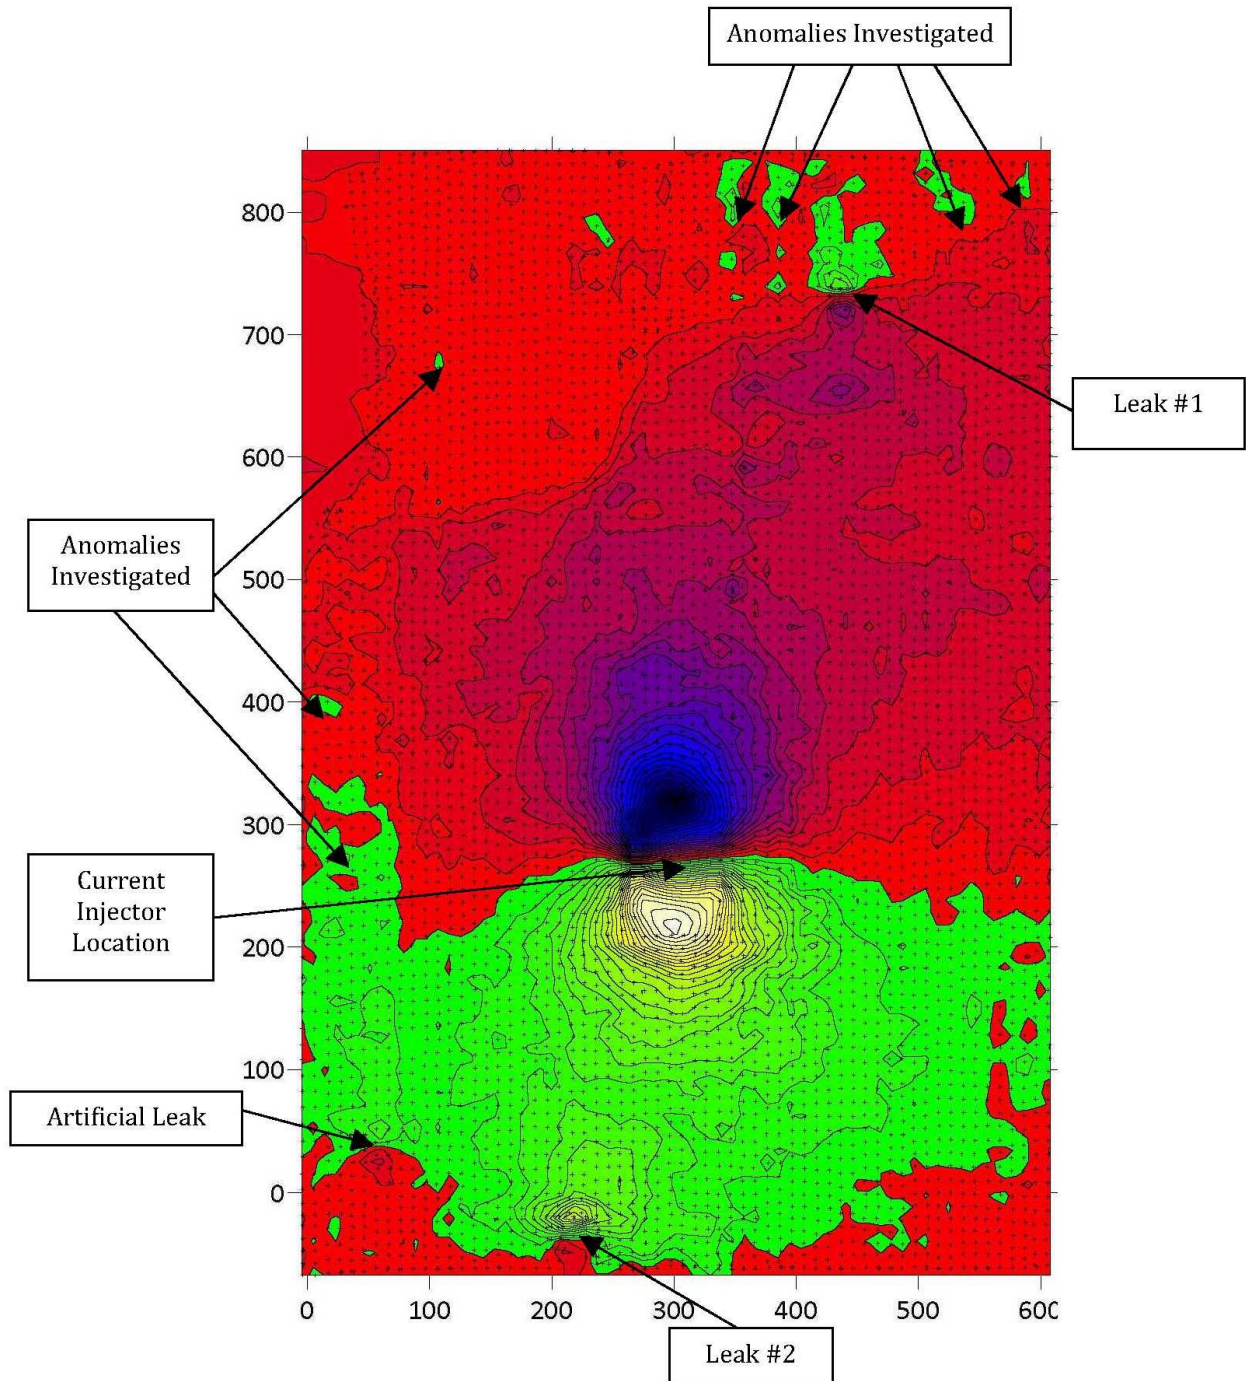 Anomalies Investigated
800
700
Leak #1
600
Anomalies
Investigated
500
400
300
Current
Injector
Location
200
100
Artificial Leak
0
0 100 200 300 400 500 600
Leak #2